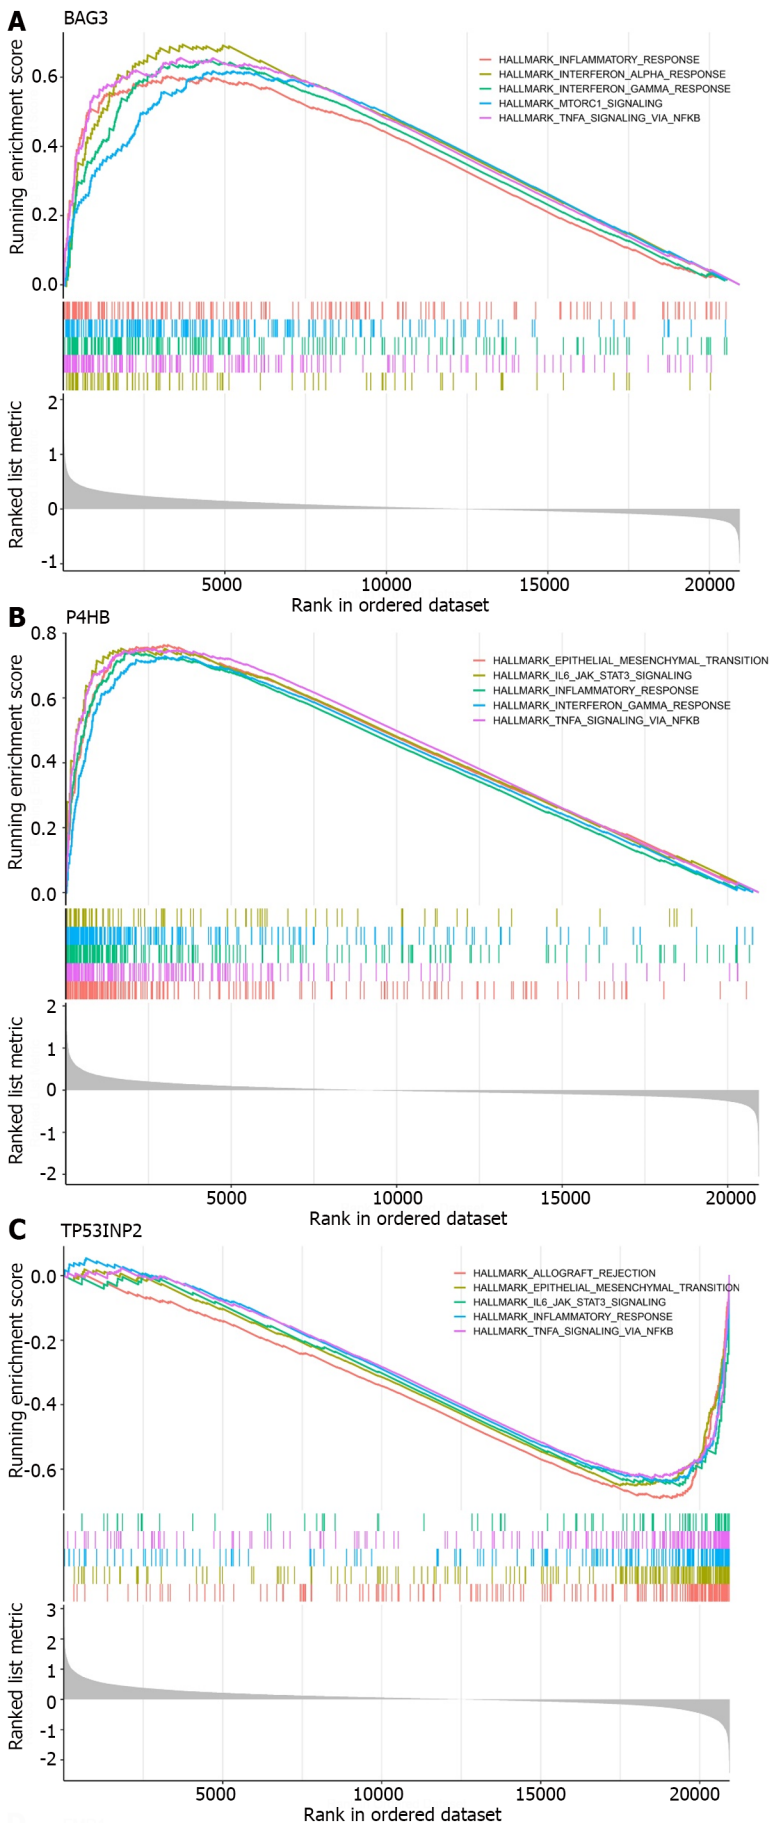 A
BAG3
Running enrichment score
0.6
0.4
0.2
0.0
HALLMARK_INFLAMMATORY_RESPONSE
HALLMARK_INTERFERON_ALPHA_RESPONSE
HALLMARK_INTERFERON_GAMMA_RESPONSE
HALLMARK_MTORC1_SIGNALING
HALLMARK_TNFA_SIGNALING_VIA_NFKB
Ranked list metric
2
1
0
-1
5000 10000 15000 20000
Rank in ordered dataset
B
P4HB
Running enrichment score
0.8
0.6
0.4
0.2
0.0
HALLMARK_EPITHELIAL_MESENCHYMAL_TRANSITION
HALLMARK_IL6_JAK_STAT3_SIGNALING
HALLMARK_INFLAMMATORY_RESPONSE
HALLMARK_INTERFERON_GAMMA_RESPONSE
HALLMARK_TNFA_SIGNALING_VIA_NFKB
Ranked list metric
2
1
0
-1
-2
5000 10000 15000 20000
Rank in ordered dataset
C
TP53INP2
Running enrichment score
0.0
-0.2
-0.4
-0.6
HALLMARK_ALLOGRAFT_REJECTION
HALLMARK_EPITHELIAL_MESENCHYMAL_TRANSITION
HALLMARK_IL6_JAK_STAT3_SIGNALING
HALLMARK_INFLAMMATORY_RESPONSE
HALLMARK_TNFA_SIGNALING_VIA_NFKB
Ranked list metric
3
2
1
0
-1
-2
5000 10000 15000 20000
Rank in ordered dataset